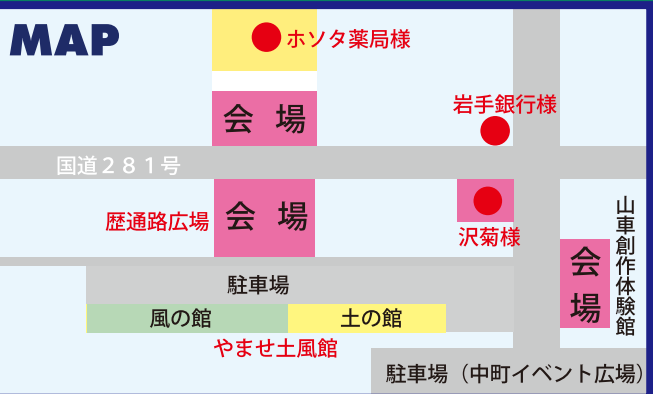 MAP
ホソタ薬局様
岩手銀行様
会 場
国道２８１号
歴通路広場
会 場
沢菊様
山車創作体験館
会場
駐車場
風の館
土の館
やませ土風館
駐車場（中町イベント広場）